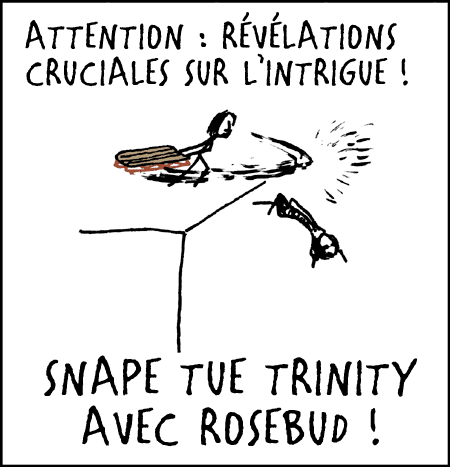 ATTENTION : RÉVÉLATIONS
CRUCIALES SUR L'INTRIGUE !
SNAPE TUE TRINITY
AVEC ROSEBUD !